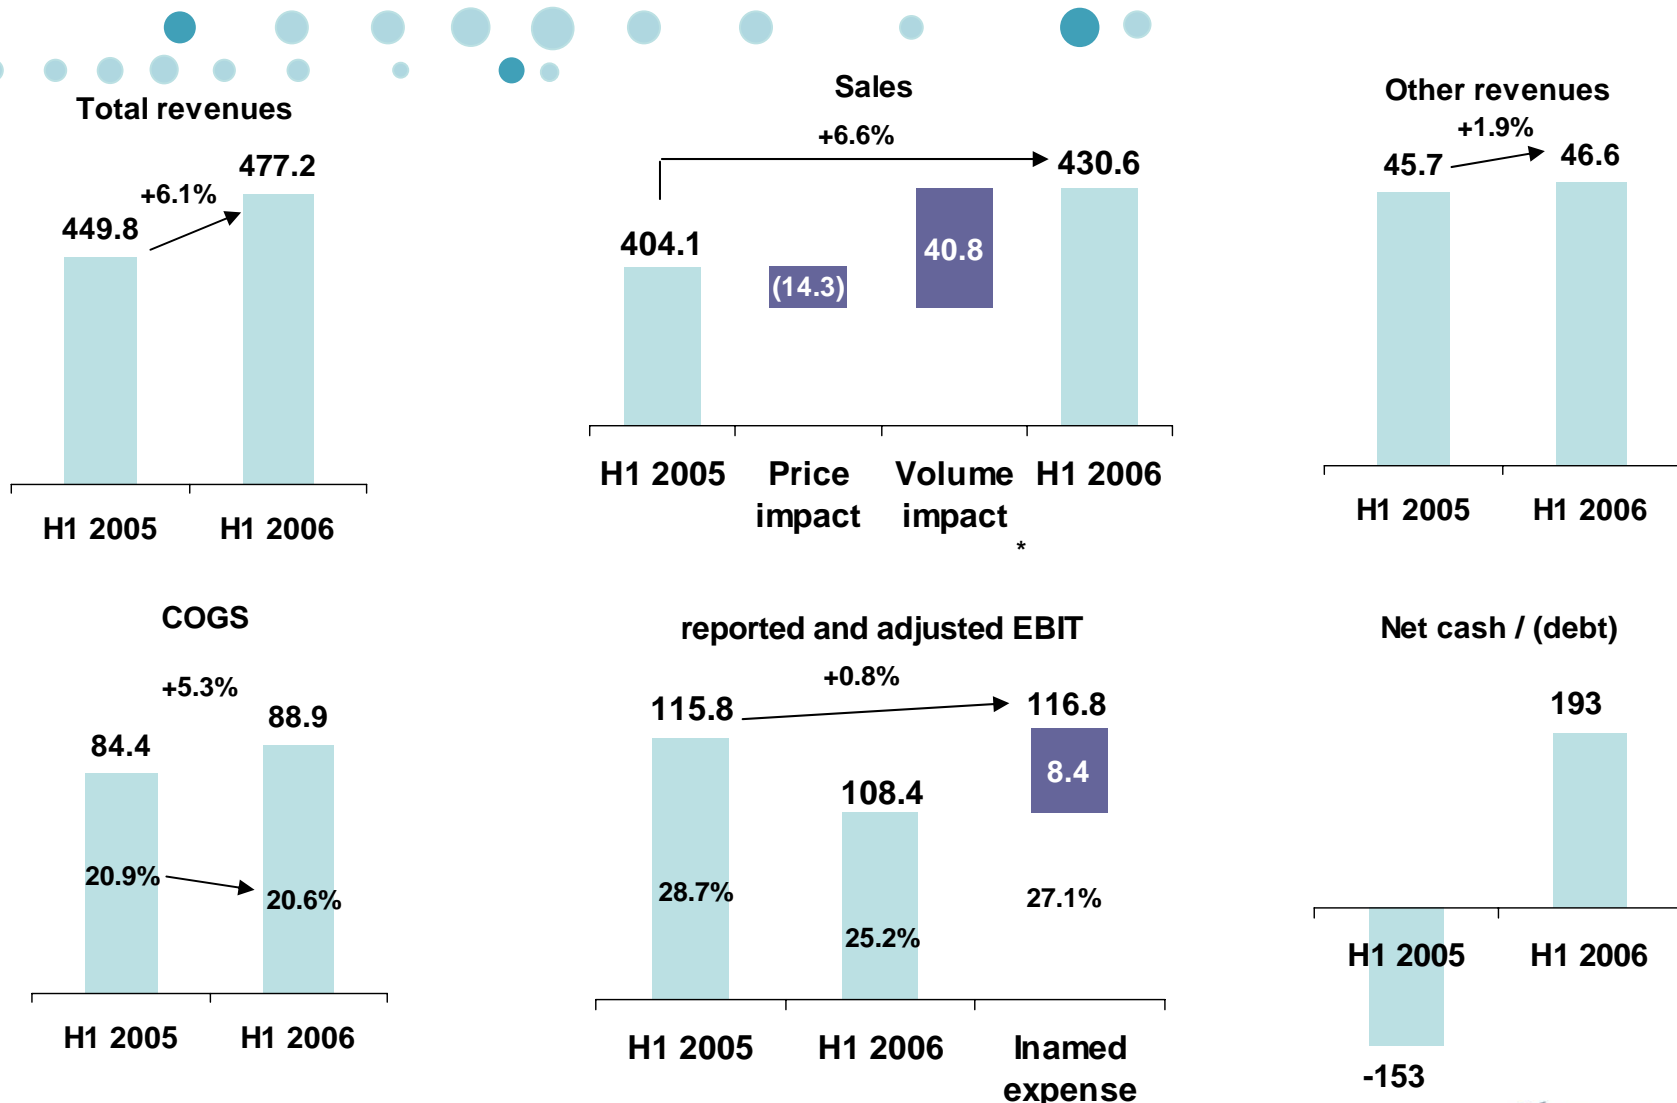 Total revenues
477.2
+6.1%
449.8
H1 2005
H1 2006
Sales
+6.6%
430.6
404.1
40.8
(14.3)
H1 2005
Price
impact
Volume
impact
H1 2006
*
Other revenues
+1.9%
45.7
46.6
H1 2005
H1 2006
COGS
+5.3%
88.9
84.4
20.9%
20.6%
H1 2005
H1 2006
reported and adjusted EBIT
+0.8%
115.8
116.8
8.4
108.4
28.7%
27.1%
25.2%
H1 2005
H1 2006
Inamed
expense
Net cash / (debt)
193
H1 2005
H1 2006
-153